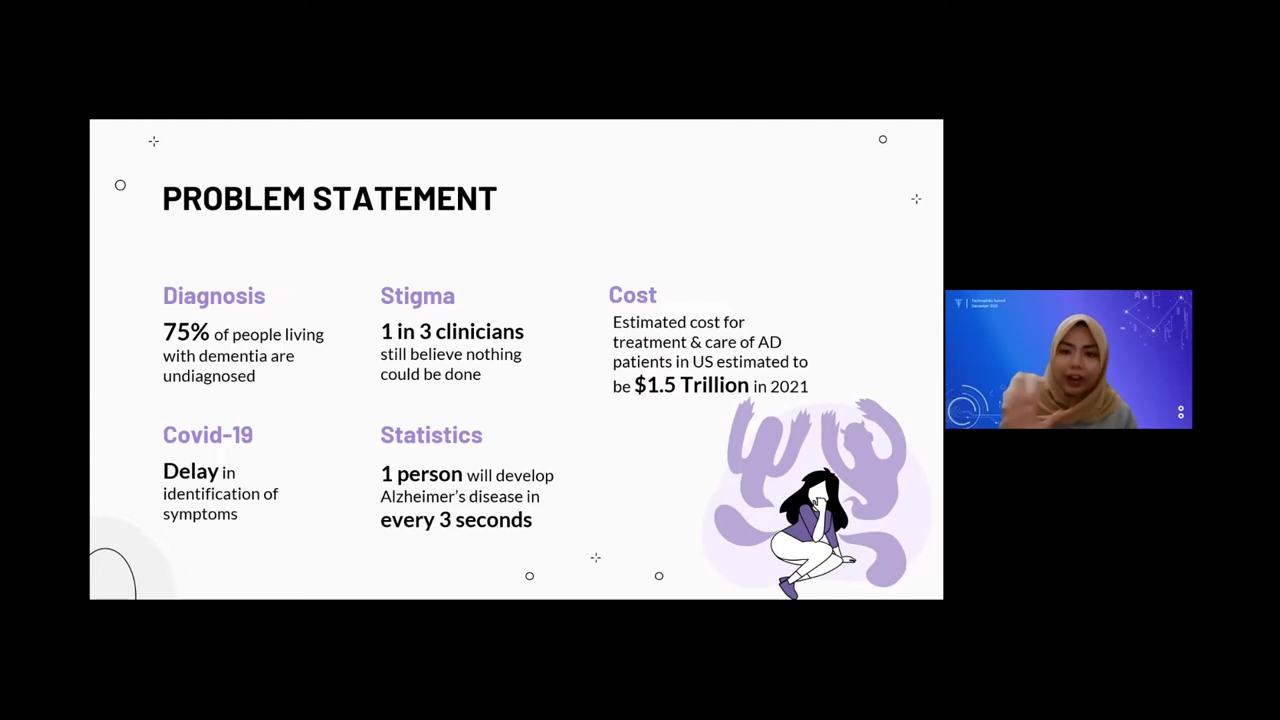 PROBLEM STATEMENT
Diagnosis
75% of people living
with dementia are
undiagnosed
Stigma
1 in 3 clinicians
still believe nothing
could be done
Cost
Estimated cost for
treatment & care of AD
patients in US estimated to
be $1.5 Trillion in 2021
Covid-19
Delay in
identification of
symptoms
Statistics
1 person will develop
Alzheimer's disease in
every 3 seconds